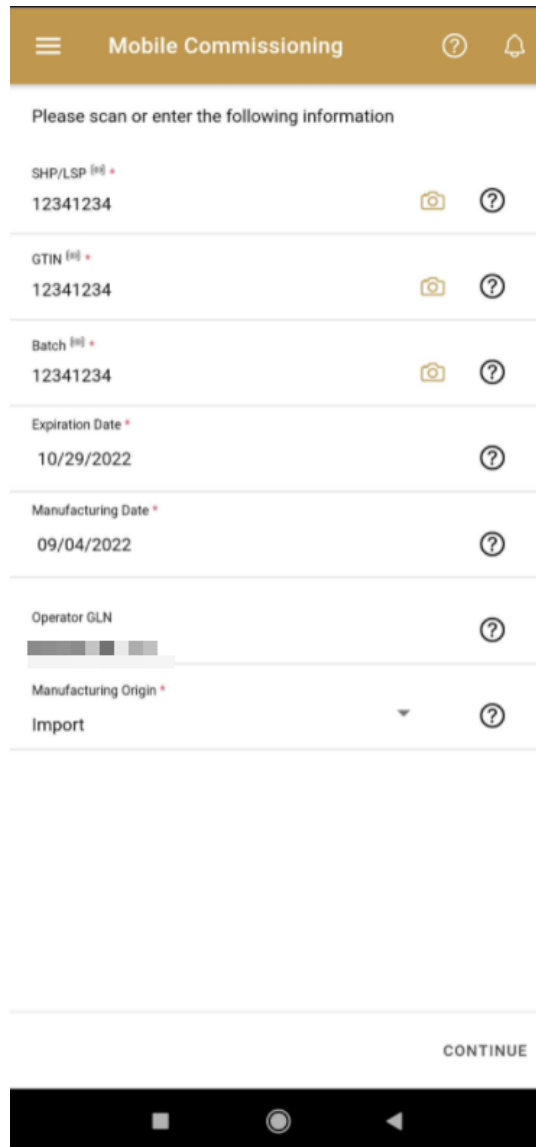 Mobile Commissioning
Please scan or enter the following information
SHP/LSP *
12341234
GTIN *
12341234
Batch *
12341234
Expiration Date *
10/29/2022
Manufacturing Date *
09/04/2022
Operator GLN
Manufacturing Origin *
Import
CONTINUE